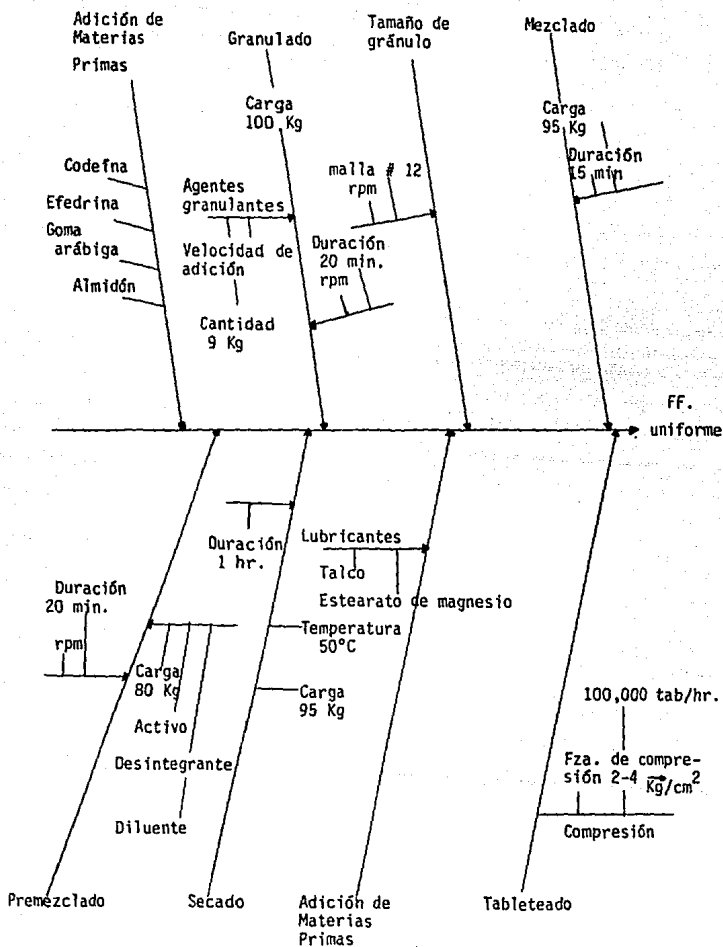 Adición de
Materias
Primas
Granulado
Tamaño de
gránulo
Mezclado
Carga
100 Kg
Carga
95 Kg
Codeína
malla # 12
rpm
Duración
15 min
Agentes
granulantes
Efedrina
Goma
arábiga
Velocidad de
adición
Duración
20 min.
rpm
Almidón
Cantidad
9 Kg
FF.
uniforme
Duración
1 hr.
Lubricantes
Talco
Estearato de magnesio
Duración
20 min.
rpm
Temperatura
50°C
Carga
80 Kg
Carga
95 Kg
Activo
100,000 tab/hr.
Desintegrante
Fza. de compre-
sión 2-4 Kg/cm2
Diluente
Compresión
Premezclado
Secado
Adición de
Materias
Primas
Tableteado